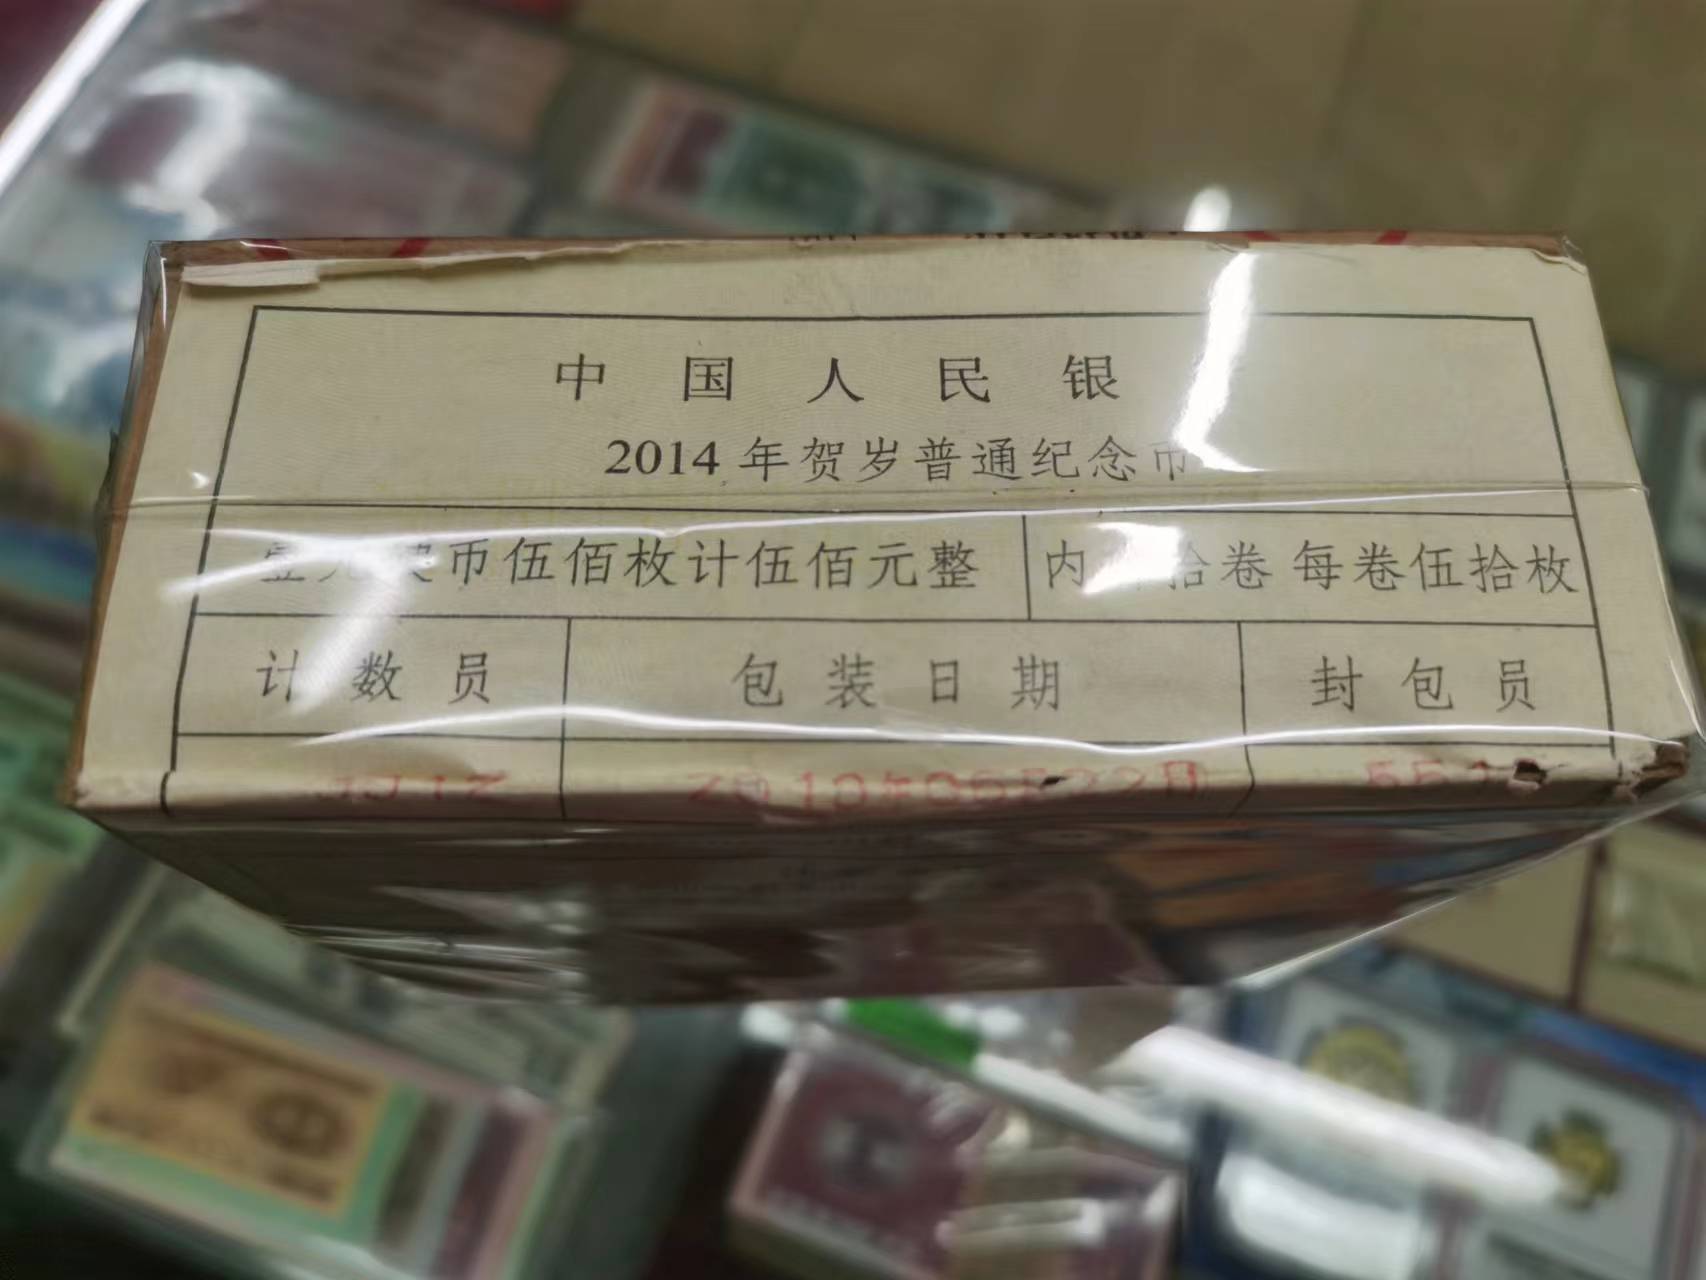 中国人民银
2014年贺岁普通纪念币
币伍佰枚计伍佰元整 内 拾卷 每卷伍拾枚
计数员 包装日期 封包员